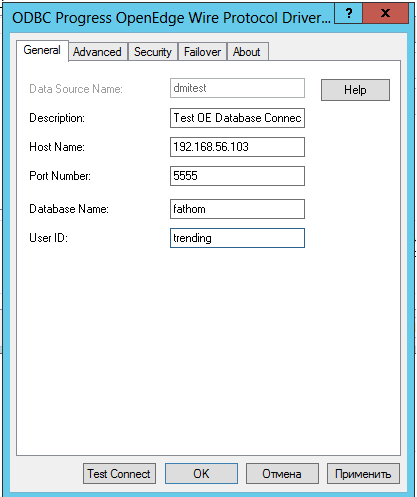 ODBC Progress OpenEdge Wire Protocol Driver...
? x
General Advanced Security Failover About
Data Source Name: dmitest Help
Description: Test OE Database Connec
Host Name: 192.168.56.103
Port Number: 5555
Database Name: fathom
User ID: trending
Test Connect OK Отмена Применить